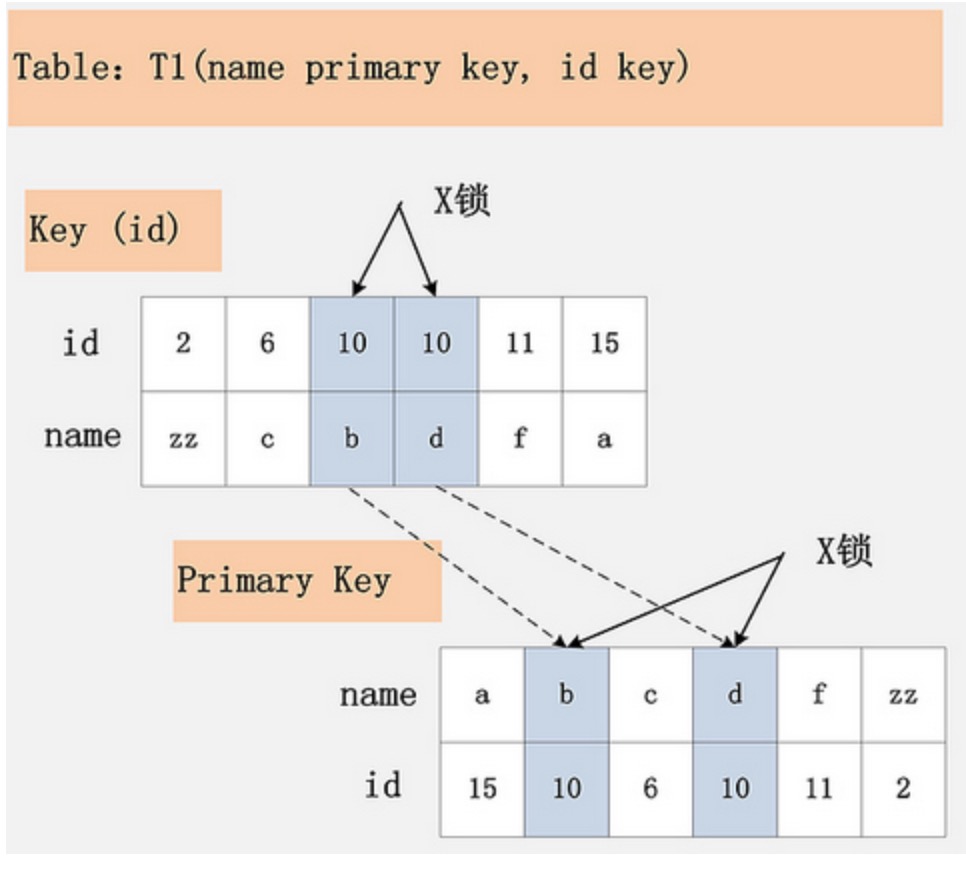 Table: T1(name primary key, id key)
X锁
Key (id)
id 2 6 10 10 11 15
name zz c b d f a
X锁
Primary Key
name a b c d f zz
id 15 10 6 10 11 2